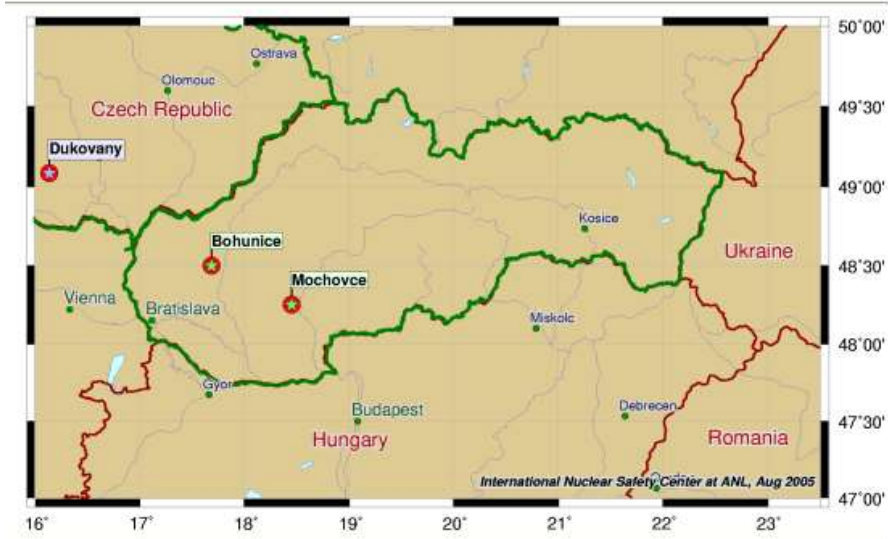 50°00'
Ostrava
Olomouc
Czech Republic
49°30'
Dukovany
49°00'
Kosice
Bohunice
Ukraine
48°30'
Mochovce
Vienna
Bratislava
Miskolc
48°00'
Gyor
Budapest
Debrecen
47°30'
Hungary
Romania
International Nuclear Safety Center at ANL, Aug 2005
47°00'
16° 17° 18° 19° 20° 21° 22° 23°